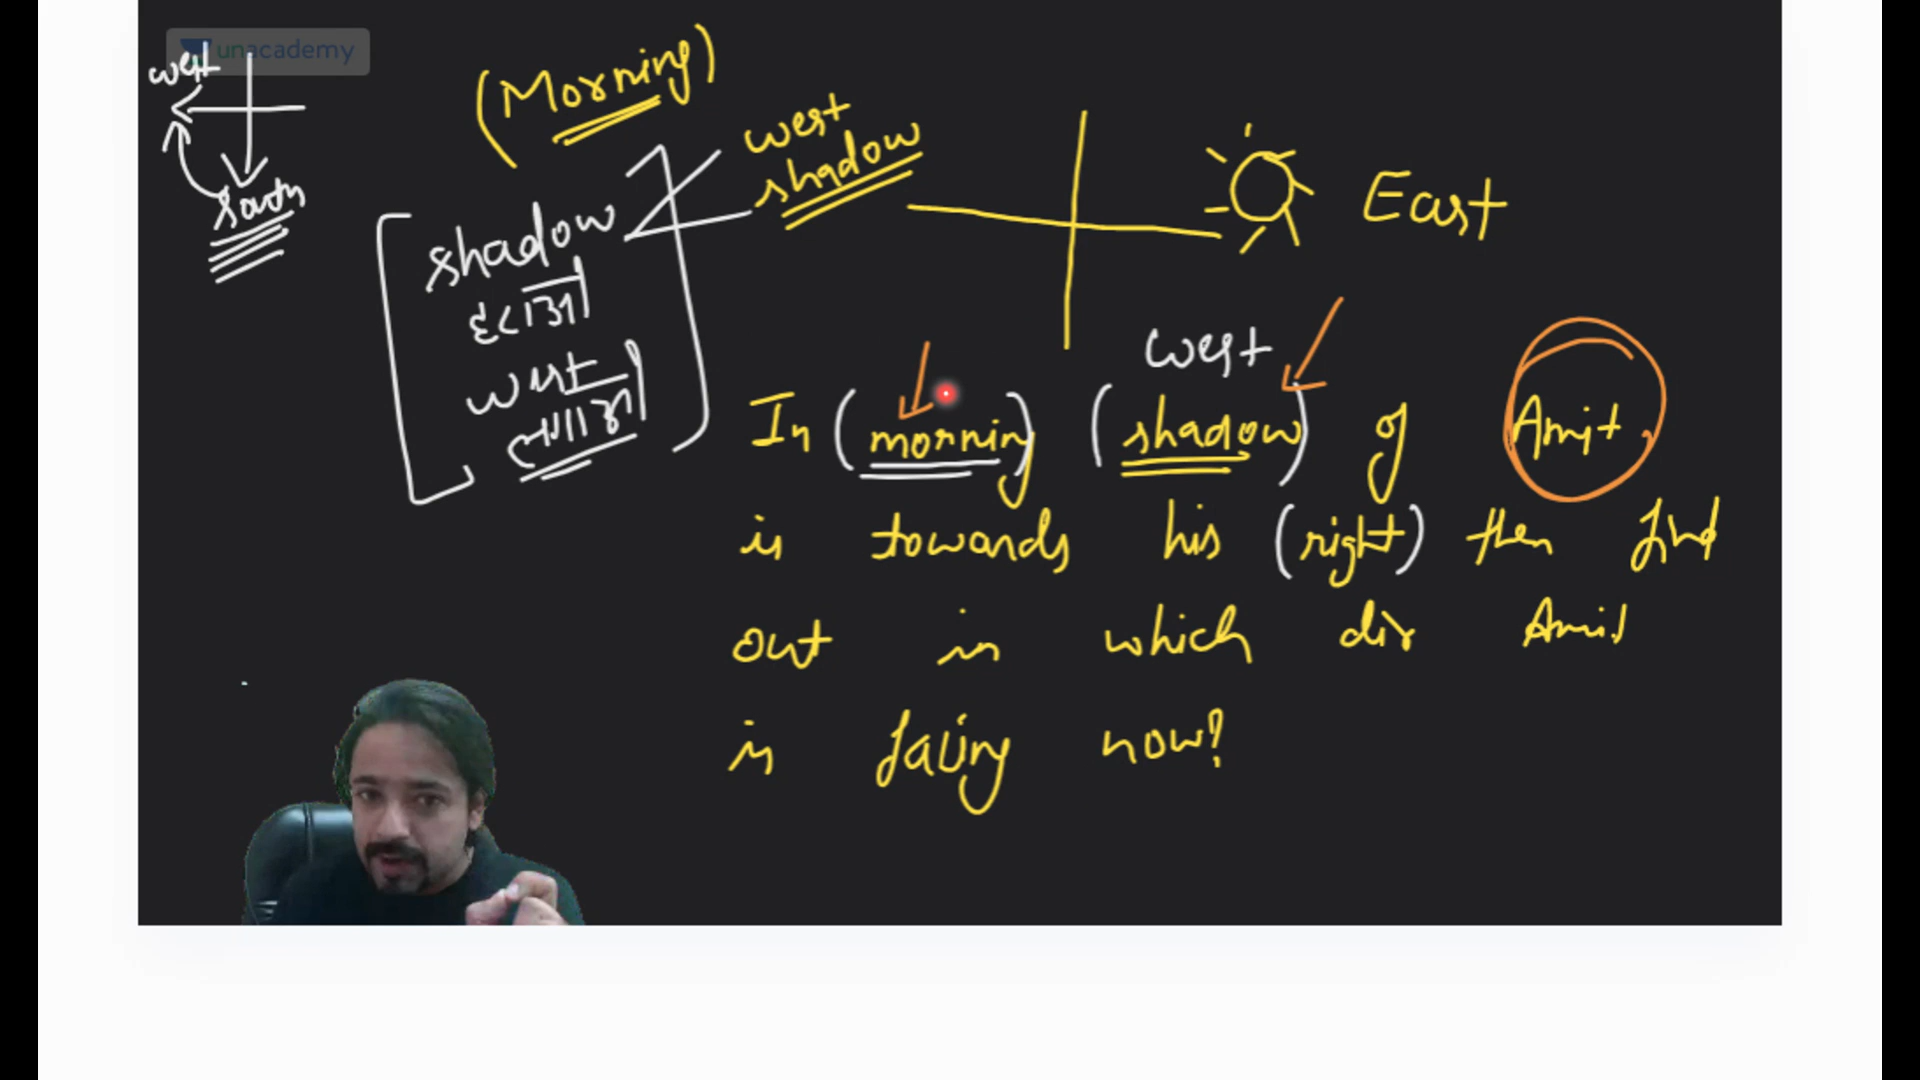 unacademy
west
south
(Morning)
west
shadow
East
shadow
west
west
In (morning) (shadow) of Amit
is towards his (right) then find
out in which dir Amit
is facing now?